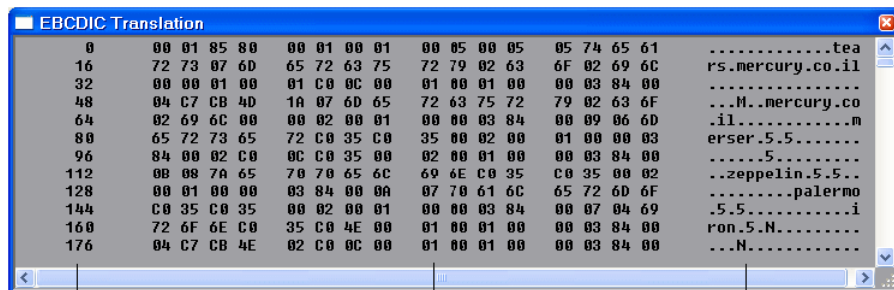 EBCDIC Translation
0 00 01 85 80 00 01 00 01 00 05 00 05 05 74 65 61 .............tea
16 72 73 07 6D 65 72 63 75 72 79 02 63 6F 02 69 6C rs.mercury.co.il
32 00 00 01 00 01 C0 0C 00 01 00 01 00 00 03 84 00 ................
48 04 C7 CB 4D 1A 07 6D 65 72 63 75 72 79 02 63 6F ...M..mercury.co
64 02 69 6C 00 00 02 00 01 00 00 03 84 00 09 06 6D .il............m
80 65 72 73 65 72 C0 35 C0 35 00 02 00 01 00 00 03 erser.5.5.......
96 84 00 02 C0 0C C0 35 00 02 00 01 00 00 03 84 00 ......5.........
112 0B 08 7A 65 70 70 65 6C 69 6E C0 35 C0 35 00 02 ..zeppelin.5.5..
128 00 01 00 00 03 84 00 0A 07 70 61 6C 65 72 6D 6F .........palermo
144 C0 35 C0 35 00 02 00 01 00 00 03 84 00 07 04 69 .5.5...........i
160 72 6F 6E C0 35 C0 4E 00 01 00 01 00 00 03 84 00 ron.5.N.........
176 04 C7 CB 4E 02 C0 0C 00 01 00 01 00 00 03 84 00 ...N............